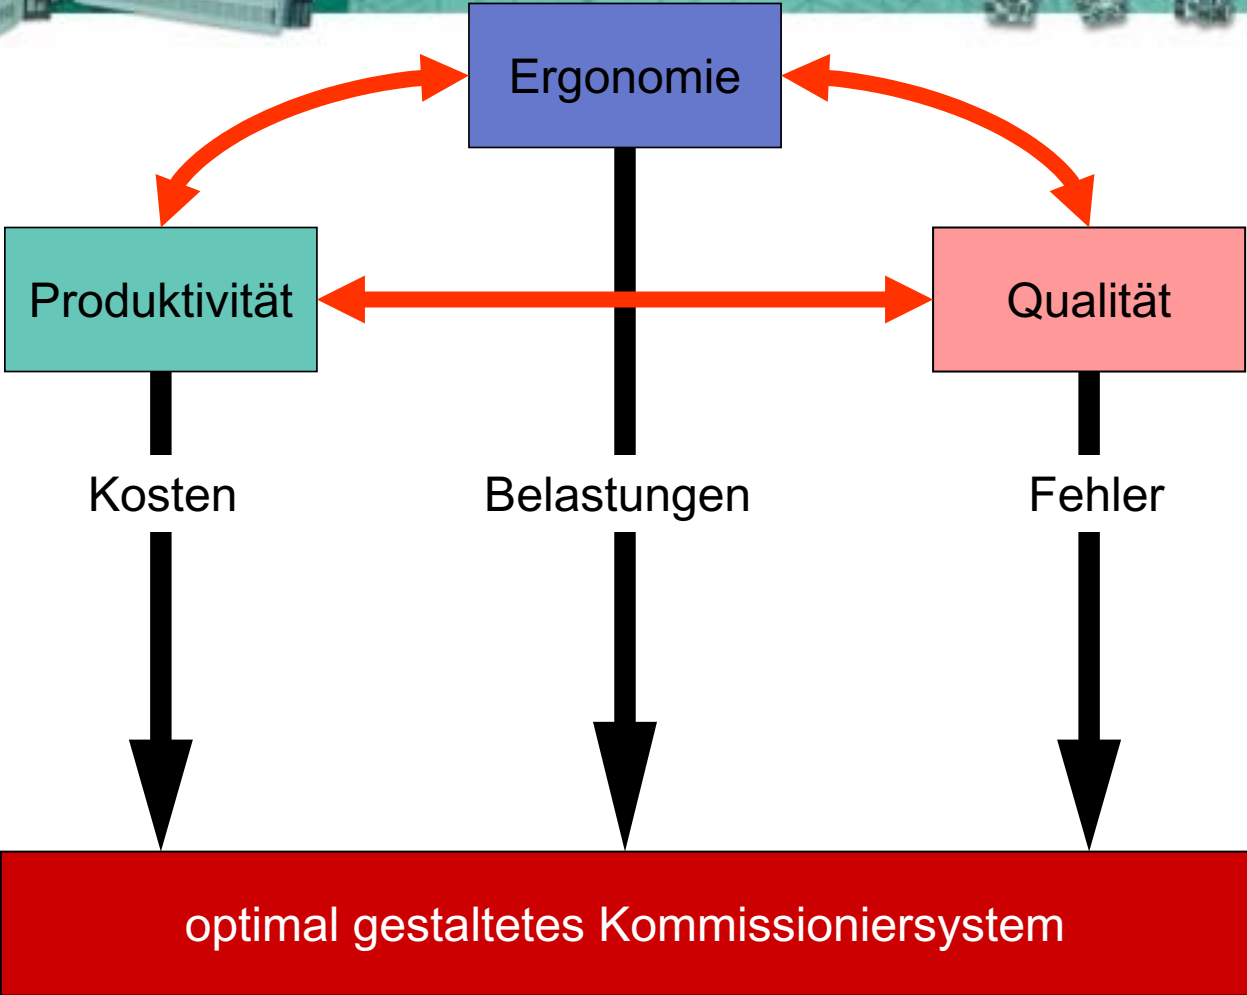 Ergonomie
Produktivität
Qualität
Kosten
Belastungen
Fehler
optimal gestaltetes Kommissioniersystem